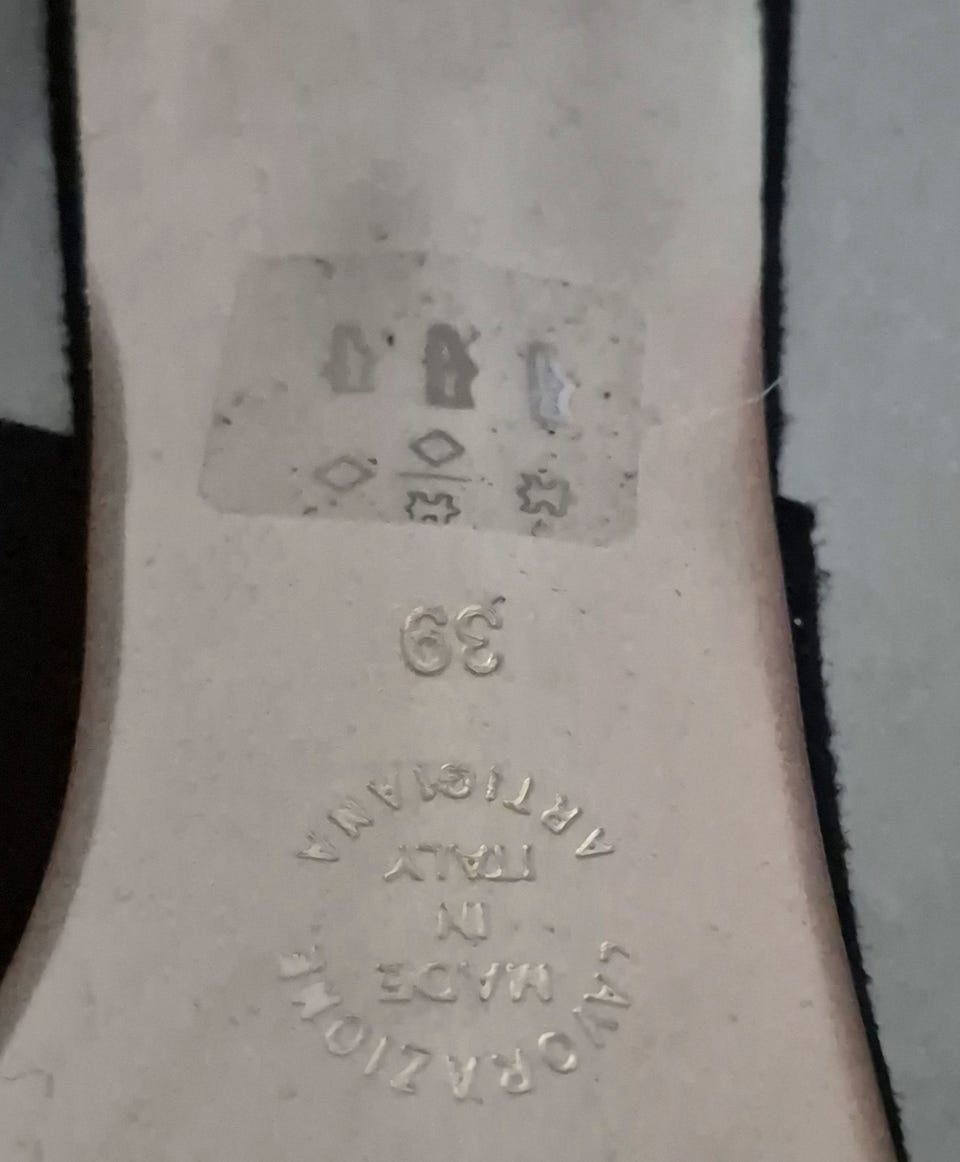 LAVORAZIONE
MADE
IN
ITALY
ARTIGIANA
39